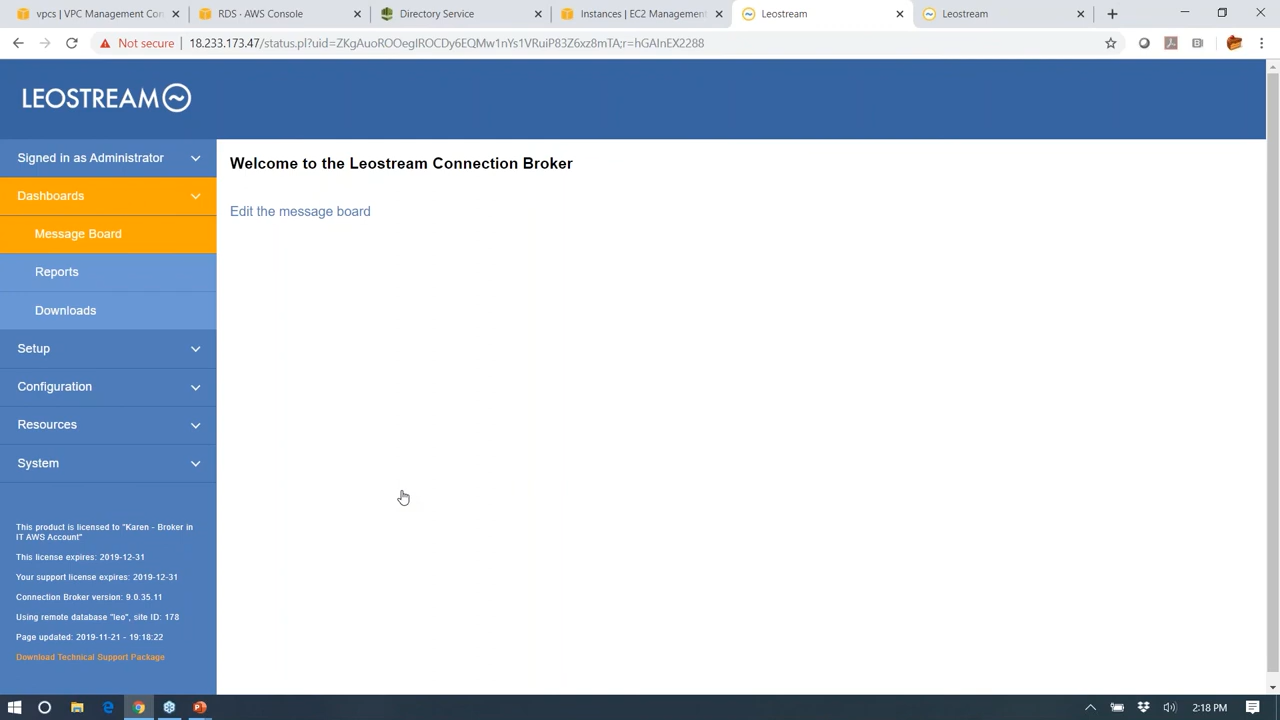 vpcs | VPC Management Con
RDS · AWS Console
Directory Service
Instances | EC2 Management
Leostream
Leostream
Not secure
18.233.173.47/status.pl?uid=ZKgAuoROOegIROCDy6EQMw1nYs1VRuiP83Z6xz8mTA;r=hGAInEX2288
LEOSTREAM
Signed in as Administrator
Dashboards
Message Board
Reports
Downloads
Setup
Configuration
Resources
System
This product is licensed to "Karen - Broker in
IT AWS Account"
This license expires: 2019-12-31
Your support license expires: 2019-12-31
Connection Broker version: 9.0.35.11
Using remote database "leo", site ID: 178
Page updated: 2019-11-21 - 19:18:22
Download Technical Support Package
Welcome to the Leostream Connection Broker
Edit the message board
2:18 PM